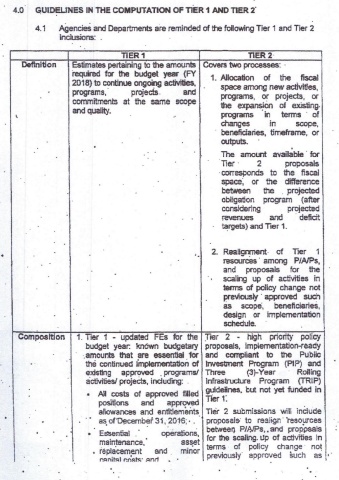 4.0 GUIDELINES IN THE COMPUTATION OF TIER 1 AND TIER 2
4.1 Agencies and Departments are reminded of the following Tier 1 and Tier 2
inclusions:
TIER 1
TIER 2
Definition
Estimates pertaining to the amounts
required for the budget year (FY
2018) to continue ongoing activities,
programs, projects and
commitments at the same scope
and quality.
Covers two processes:
1. Allocation of the fiscal
space among new activities,
programs, or projects, or
the expansion of existing
programs in terms of
changes in scope,
beneficiaries, timeframe, or
outputs.
The amount available for
Tier 2 proposals
corresponds to the fiscal
space, or the difference
between the projected
obligation program (after
considering projected
revenues and deficit
targets) and Tier 1.
2. Realignment of Tier 1
resources among P/A/Ps,
and proposals for the
scaling up of activities in
terms of policy change not
previously approved such
as scope, beneficiaries,
design or implementation
schedule.
Composition
1. Tier 1 - updated FEs for the
budget year: known budgetary
amounts that are essential for
the continued implementation of
existing approved programs/
activities/ projects, including:
• All costs of approved filled
positions and approved
allowances and entitlements
as of December 31, 2016;
• Essential operations,
maintenance, asset
replacement and minor
capital costs; and
Tier 2 - high priority policy
proposals, implementation-ready
and compliant to the Public
Investment Program (PIP) and
Three (3)-Year Rolling
Infrastructure Program (TRIP)
guidelines, but not yet funded in
Tier 1.
Tier 2 submissions will include
proposals to realign resources
between P/A/Ps, and proposals
for the scaling up of activities in
terms of policy change not
previously approved such as